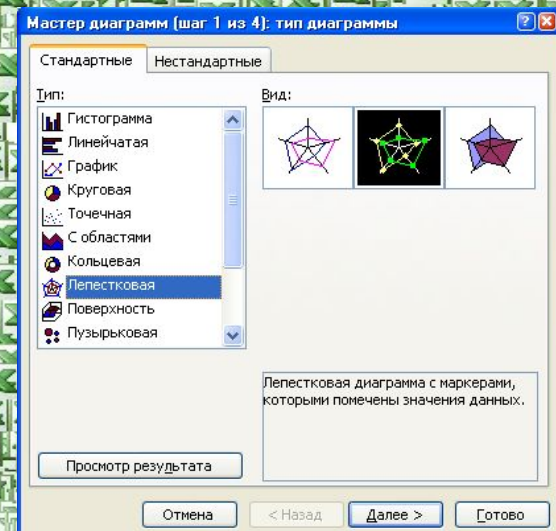 Мастер диаграмм (шаг 1 из 4): тип диаграммы
Стандартные Нестандартные
Тип:
Вид:
Гистограмма
Линейчатая
График
Круговая
Точечная
С областями
Кольцевая
Лепестковая
Поверхность
Пузырьковая
Лепестковая диаграмма с маркерами,
которыми помечены значения данных.
Просмотр результата
Отмена < Назад Далее > Готово